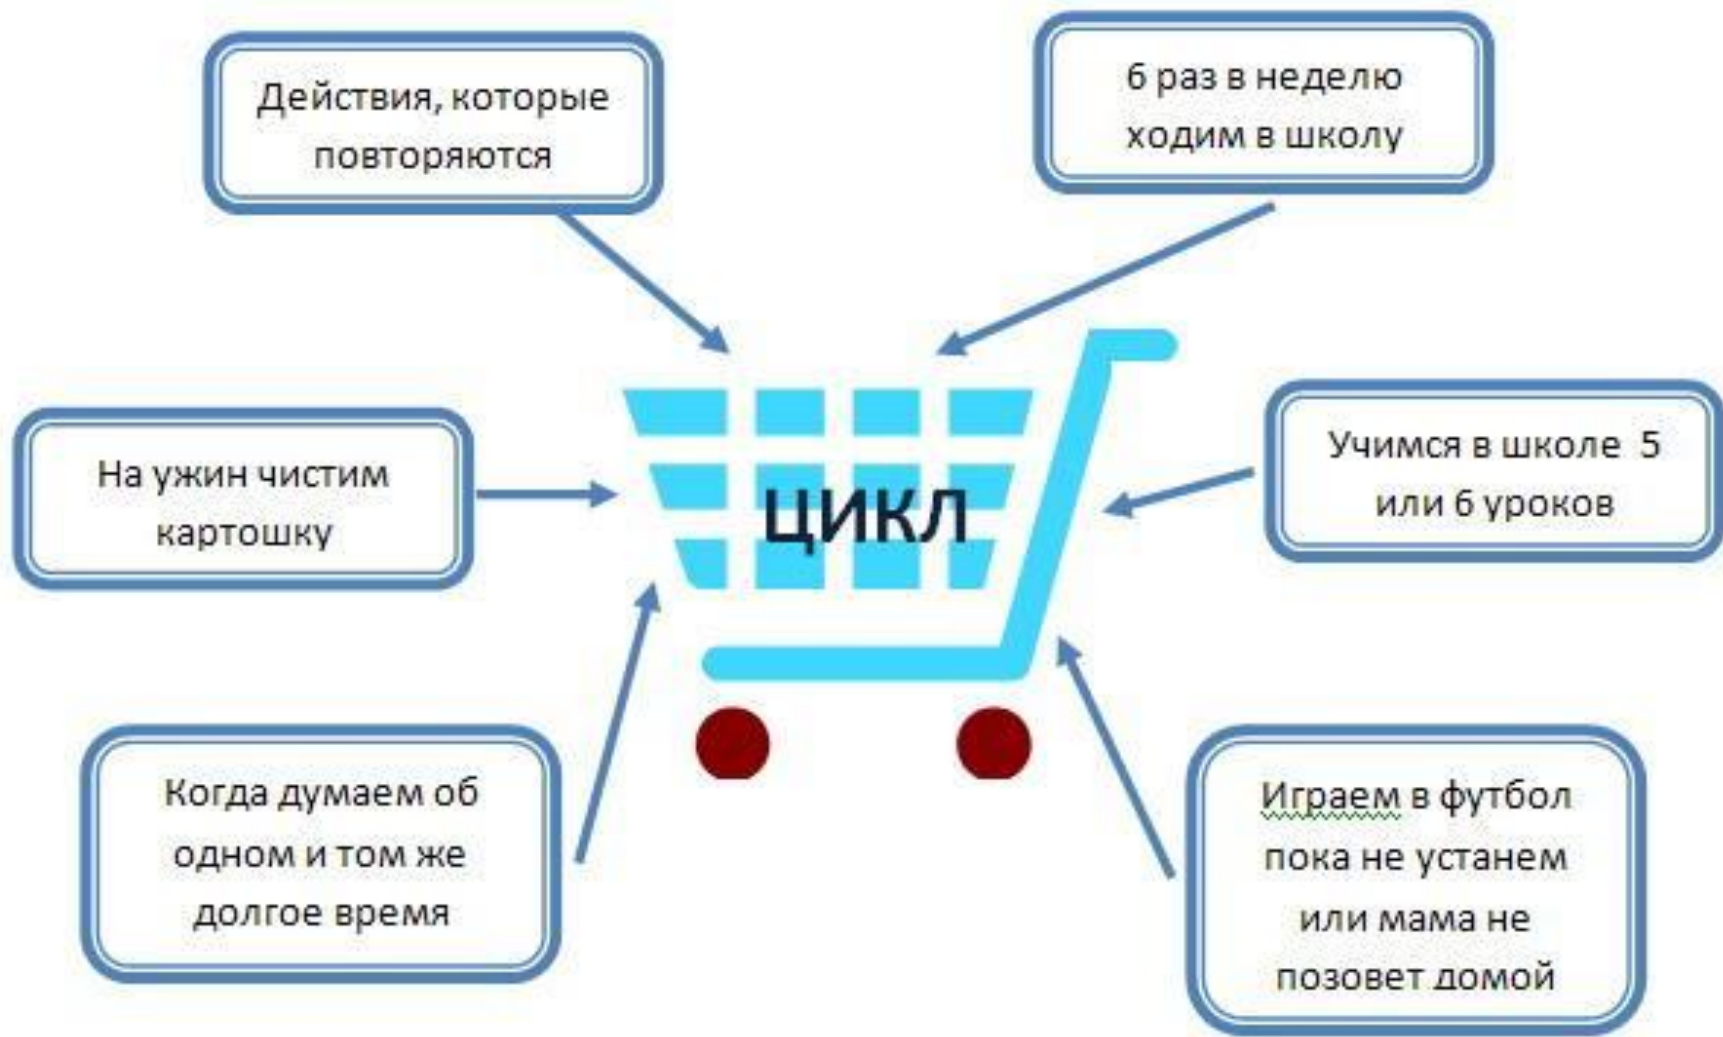 Действия, которые
повторяются
6 раз в неделю
ходим в школу
На ужин чистим
картошку
ЦИКЛ
Учимся в школе 5
или 6 уроков
Когда думаем об
одном и том же
долгое время
Играем в футбол
пока не устанем
или мама не
позовет домой